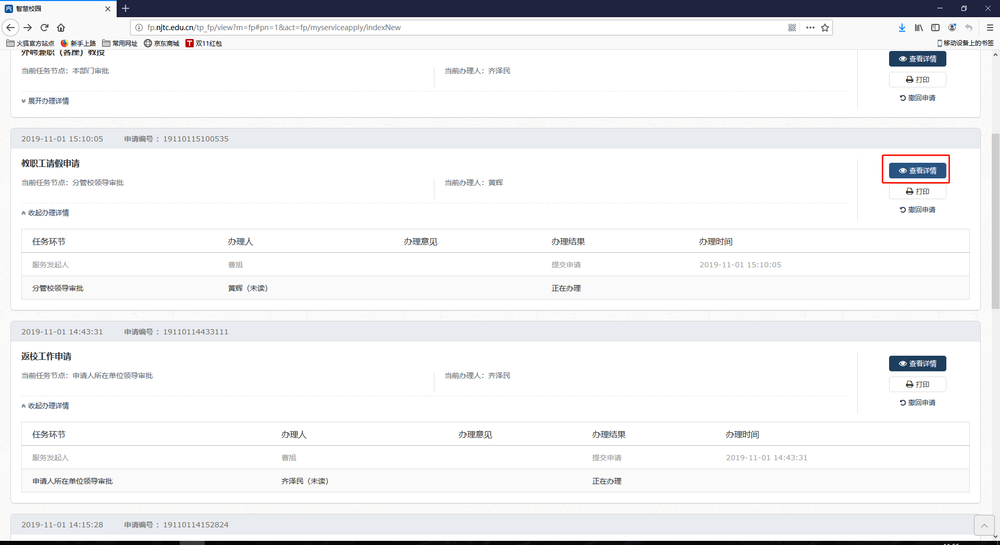 智慧校园
fp.njtc.edu.cn/tp_fp/view?m=fp#pn=1&act=fp/myserviceapply/indexNew
火狐官方站点 新手上路 常用网址 京东商城 T 双11红包 移动设备上的书签
外聘兼职（客座）教授
查看详情
当前任务节点：本部门审批 当前办理人：齐泽民
打印
撤回申请
展开办理详情
2019-11-01 15:10:05 申请编号： 19110115100535
教职工请假申请
查看详情
当前任务节点：分管校领导审批 当前办理人：黄辉
打印
撤回申请
收起办理详情
任务环节 办理人 办理意见 办理结果 办理时间
服务发起人 曹旭 提交申请 2019-11-01 15:10:05
分管校领导审批 黄辉（未读） 正在办理
2019-11-01 14:43:31 申请编号： 19110114433111
返校工作申请
查看详情
当前任务节点：申请人所在单位领导审批 当前办理人：齐泽民
打印
撤回申请
收起办理详情
任务环节 办理人 办理意见 办理结果 办理时间
服务发起人 曹旭 提交申请 2019-11-01 14:43:31
申请人所在单位领导审批 齐泽民（未读） 正在办理
2019-11-01 14:15:28 申请编号： 19110114152824